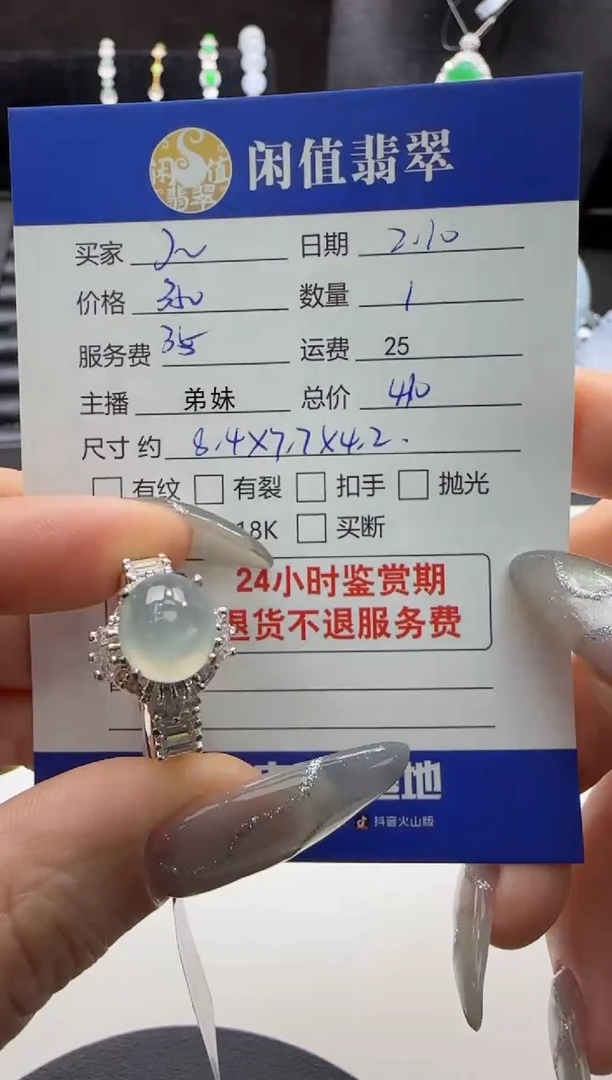 闲值翡翠
闲值
翡翠
买家 日期 2.10
价格 350 数量 1
服务费 35 运费 25
主播 弟妹 总价 410
尺寸 约 8.4X7.7X4.2.
有纹 有裂 扣手 抛光
18K 买断
24小时鉴赏期
退货不退服务费
地
抖音火山版